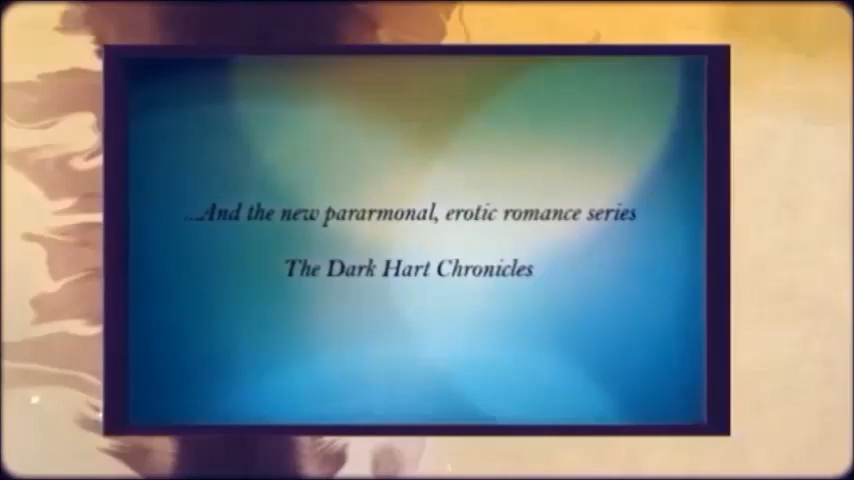 ...And the new pararmonal, erotic romance series
The Dark Hart Chronicles